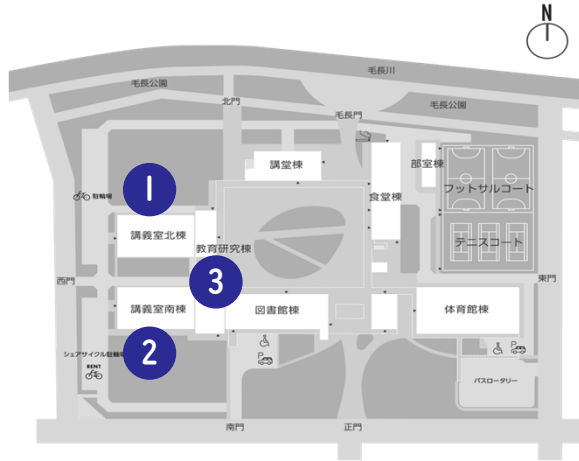 N
毛長川
毛長公園
北門
毛長門
毛長公園
講堂棟
食堂棟
部室棟
フットサルコート
1
駐輪場
講義室北棟
教育研究棟
テニスコート
西門
3
東門
講義室南棟
図書館棟
体育館棟
2
シェアサイクル駐輪場
RENT
P
P
バスロータリー
南門
正門